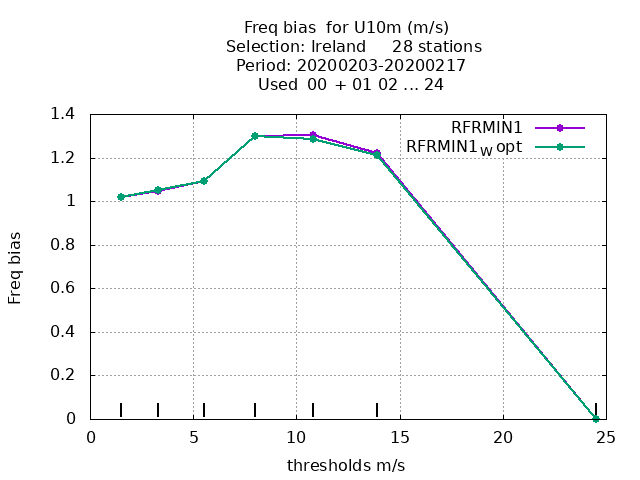 Freq bias  for U10m (m/s)
Selection: Ireland     28 stations
Period: 20200203-20200217
Used  00  + 01 02 ... 24
RFRMIN1
RFRMIN1W opt
1.4
1.2
1
0.8
0.6
0.4
0.2
0
Freq bias
0 5 10 15 20 25
thresholds m/s